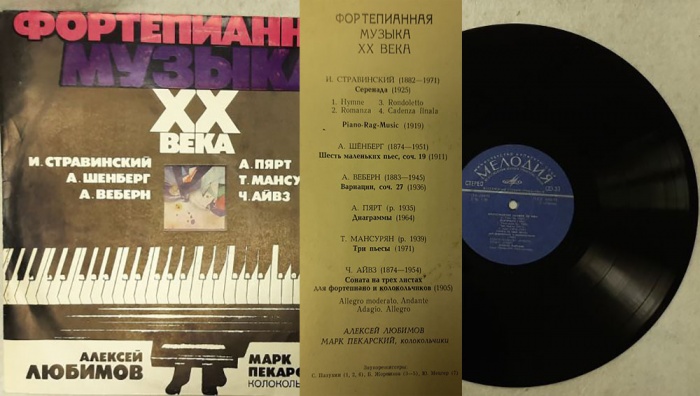 ФОРТЕПИАНН
МУЗЫКА
XX
ВЕКА
И. СТРАВИНСКИЙ
А. ШЕНБЕРГ
А. ВЕБЕРН
А. ПЯРТ
Т. МАНСУ
Ч. АЙВЗ
АЛЕКСЕЙ
ЛЮБИМОВ
МАРК
ПЕКАРС
КОЛОКОЛЬ
ФОРТЕПИАННАЯ
МУЗЫКА
XX ВЕКА
И. СТРАВИНСКИЙ (1882—1971)
Серенада (1925)
1. Hymne 3. Rondoletto
2. Romanza 4. Cadenza finala
Piano-Rag-Music (1919)
А. ШЁНБЕРГ (1874—1951)
Шесть маленьких пьес, соч. 19 (1911)
А. ВЕБЕРН (1883—1945)
Вариации, соч. 27 (1936)
А. ПЯРТ (р. 1935)
Диаграммы (1964)
Т. МАНСУРЯН (р. 1939)
Три пьесы (1971)
Ч. АЙВЗ (1874—1954)
Соната на трех листах
для фортепиано и колокольчиков (1905)
Allegro moderato, Andante
Adagio, Allegro
АЛЕКСЕЙ ЛЮБИМОВ
МАРК ПЕКАРСКИЙ, колокольчики
Звукорежиссеры:
МЕЛОДИЯ
СТЕРЕО